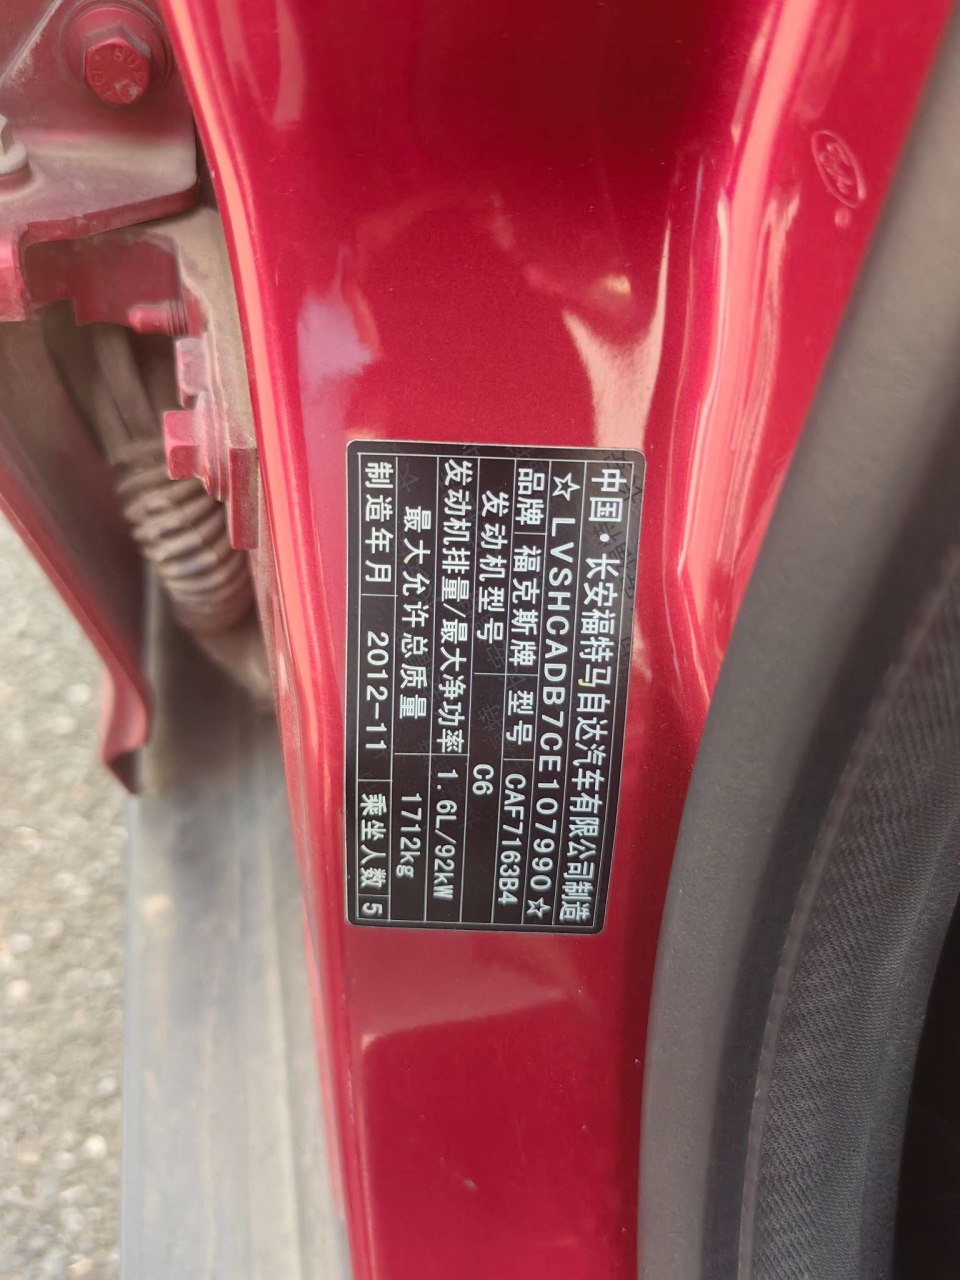 中国·长安福特马自达汽车有限公司制造
☆LVSHCADB7CE107990☆
品牌 福克斯牌 型号 CAF7163B4
发动机型号 C6
发动机排量/最大净功率 1.6L/92kW
最大允许总质量 1712kg
制造年月 2012-11 乘坐人数 5